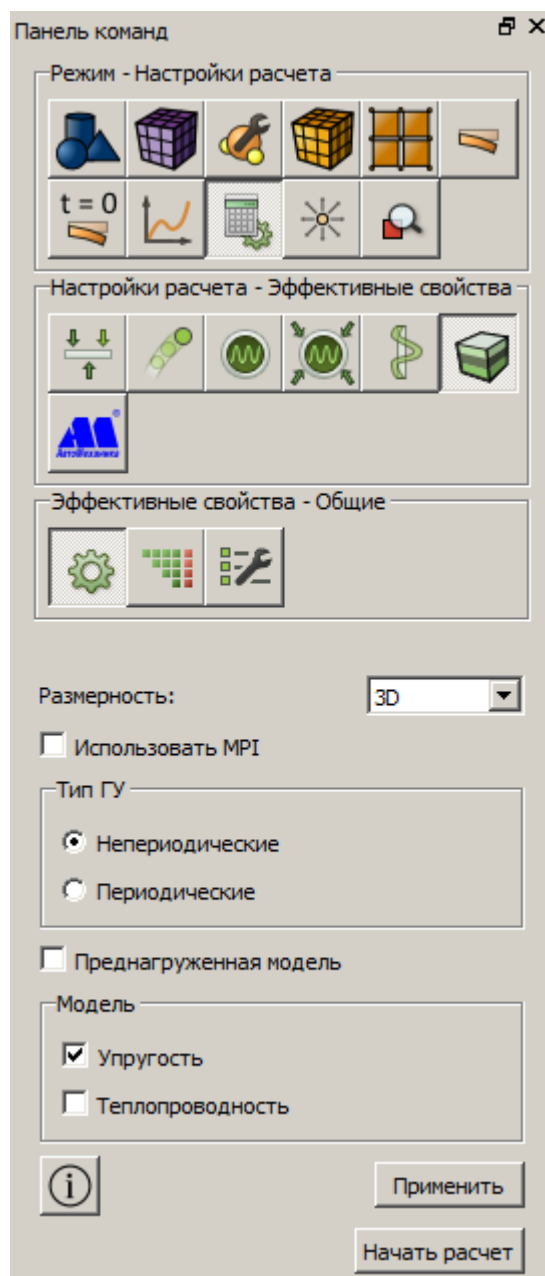 Панель команд
Режим - Настройки расчета
t = 0
Настройки расчета - Эффективные свойства
АвтоМеханика
Эффективные свойства - Общие
Размерность: 3D
Использовать MPI
Тип ГУ
Непериодические
Периодические
Преднагруженная модель
Модель
Упругость
Теплопроводность
Применить
Начать расчет